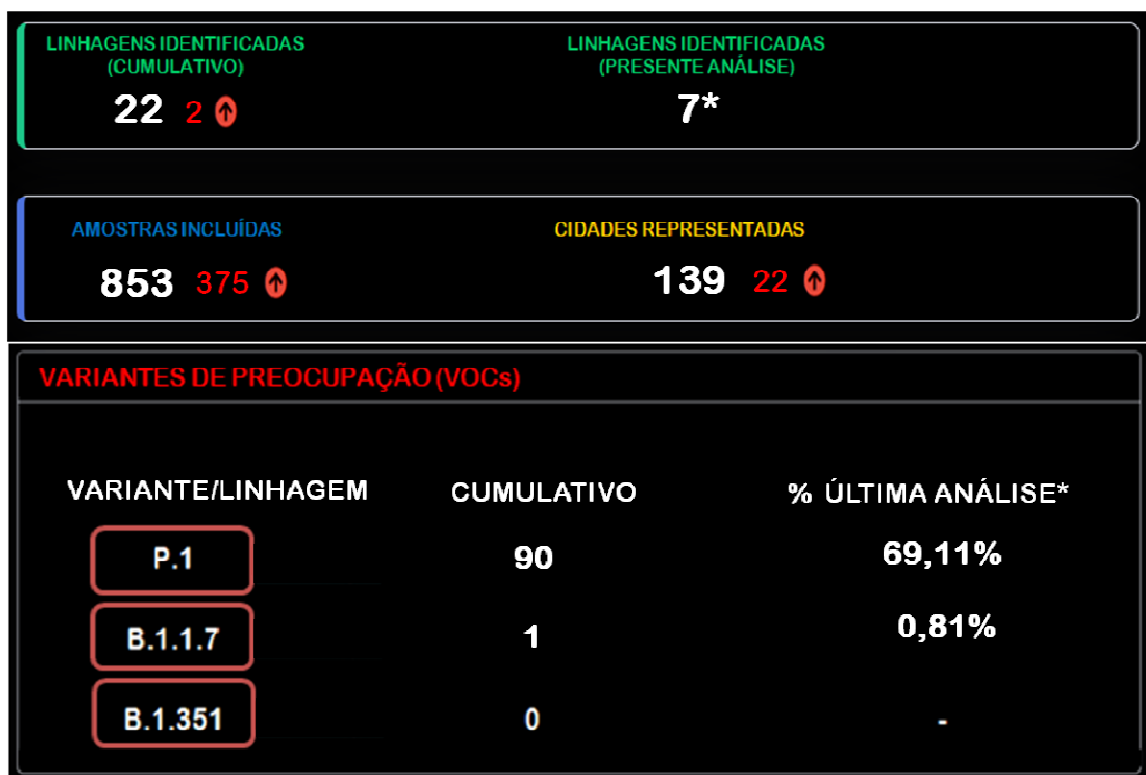 LINHAGENS IDENTIFICADAS
(CUMULATIVO)
22 2
LINHAGENS IDENTIFICADAS
(PRESENTE ANÁLISE)
7*
AMOSTRAS INCLUÍDAS
853 375
CIDADES REPRESENTADAS
139 22
VARIANTES DE PREOCUPAÇÃO (VOCs)
VARIANTE/LINHAGEM CUMULATIVO % ÚLTIMA ANÁLISE*
P.1 90 69,11%
B.1.1.7 1 0,81%
B.1.351 0 -